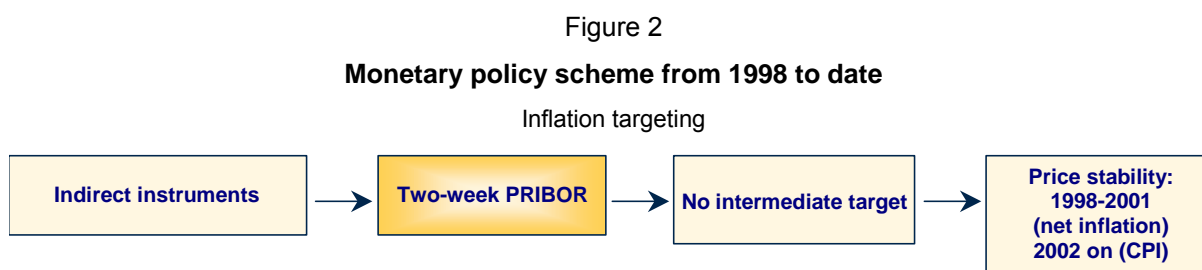 Figure 2
Monetary policy scheme from 1998 to date
Inflation targeting
Indirect instruments
Two-week PRIBOR
No intermediate target
Price stability:
1998-2001
(net inflation)
2002 on (CPI)